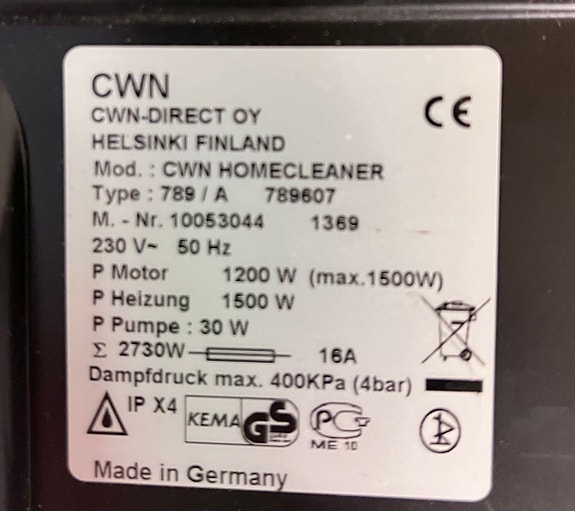 CWN
CWN-DIRECT OY
HELSINKI FINLAND
Mod. : CWN HOMECLEANER
Type : 789 / A 789607
M. - Nr. 10053044 1369
230 V~ 50 Hz
P Motor 1200 W (max.1500W)
P Heizung 1500 W
P Pumpe : 30 W
Σ 2730W 16A
Dampfdruck max. 400KPa (4bar)
IP X4 KEMA GS PG
ME 10
Made in Germany
CE